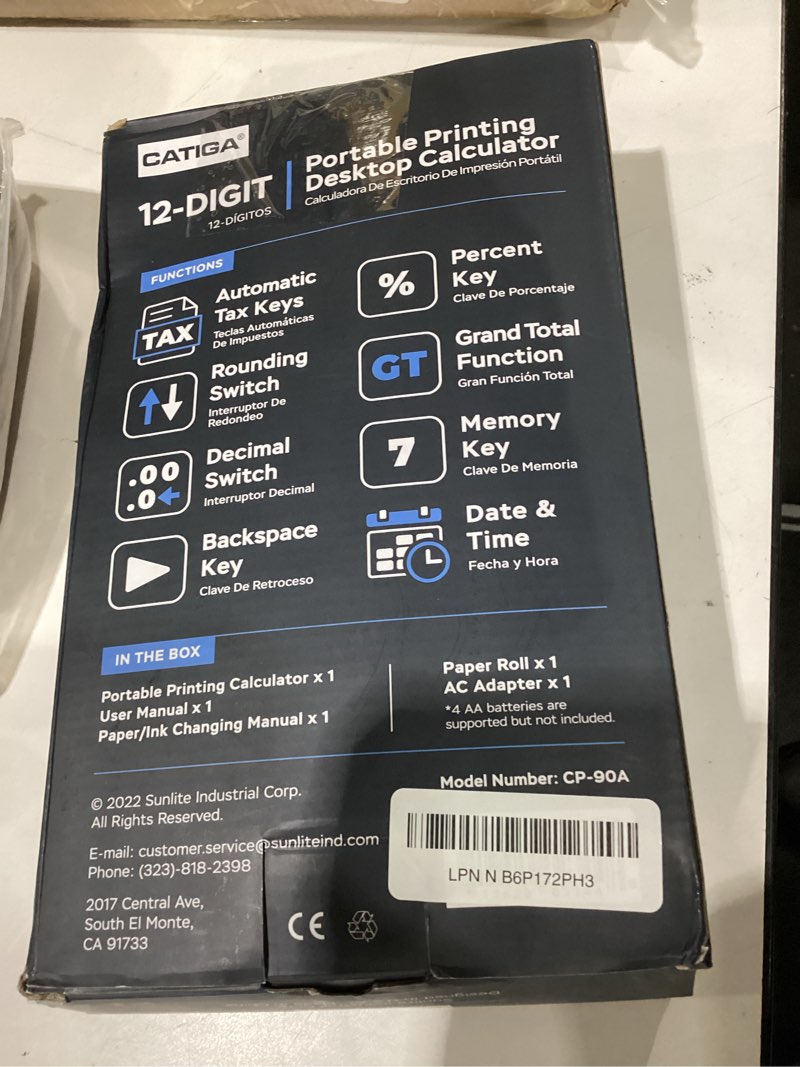 CATIGA®
12-DIGIT
12-DÍGITOS
Portable Printing
Desktop Calculator
Calculadora De Escritorio De Impresión Portátil
FUNCTIONS
TAX
Automatic
Tax Keys
Teclas Automáticas
De Impuestos
Rounding
Switch
Interruptor De
Redondeo
.00
.0
Decimal
Switch
Interruptor Decimal
Backspace
Key
Clave De Retroceso
%
Percent
Key
Clave De Porcentaje
GT
Grand Total
Function
Gran Función Total
7
Memory
Key
Clave De Memoria
Date &
Time
Fecha y Hora
IN THE BOX
Portable Printing Calculator x 1
User Manual x 1
Paper/Ink Changing Manual x 1
Paper Roll x 1
AC Adapter x 1
*4 AA batteries are
supported but not included.
© 2022 Sunlite Industrial Corp.
All Rights Reserved.
E-mail: customer.service@sunliteind.com
Phone: (323)-818-2398
2017 Central Ave,
South El Monte,
CA 91733
Model Number: CP-90A
LPN N B6P172PH3
CE